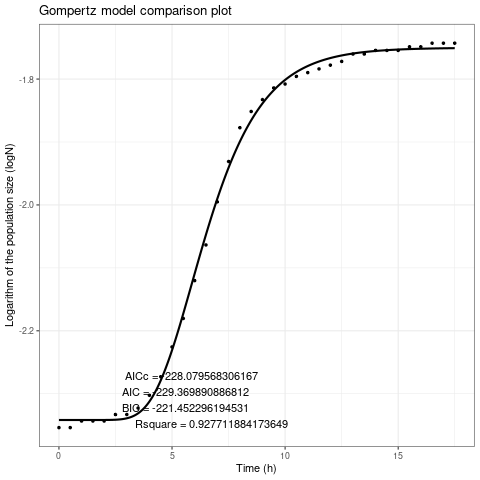 Gompertz model comparison plot
Logarithm of the population size (logN)
-1.8
-2.0
-2.2
AICc = -228.079568306167
AIC = -229.369890886812
BIC = -221.452296194531
Rsquare = 0.927711884173649
0 5 10 15
Time (h)